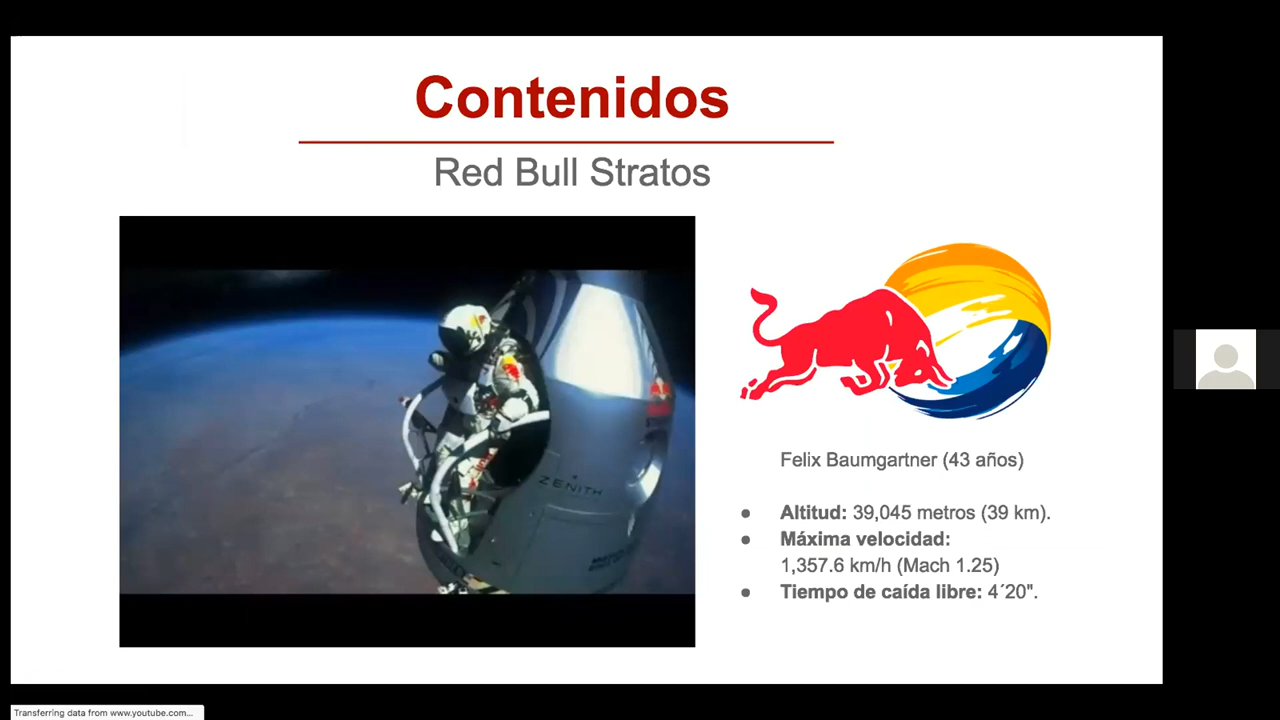 Contenidos
Red Bull Stratos
ZENITH
Felix Baumgartner (43 años)
● Altitud: 39,045 metros (39 km).
● Máxima velocidad:
1,357.6 km/h (Mach 1.25)
● Tiempo de caída libre: 4´20".
Transferring data from www.youtube.com...